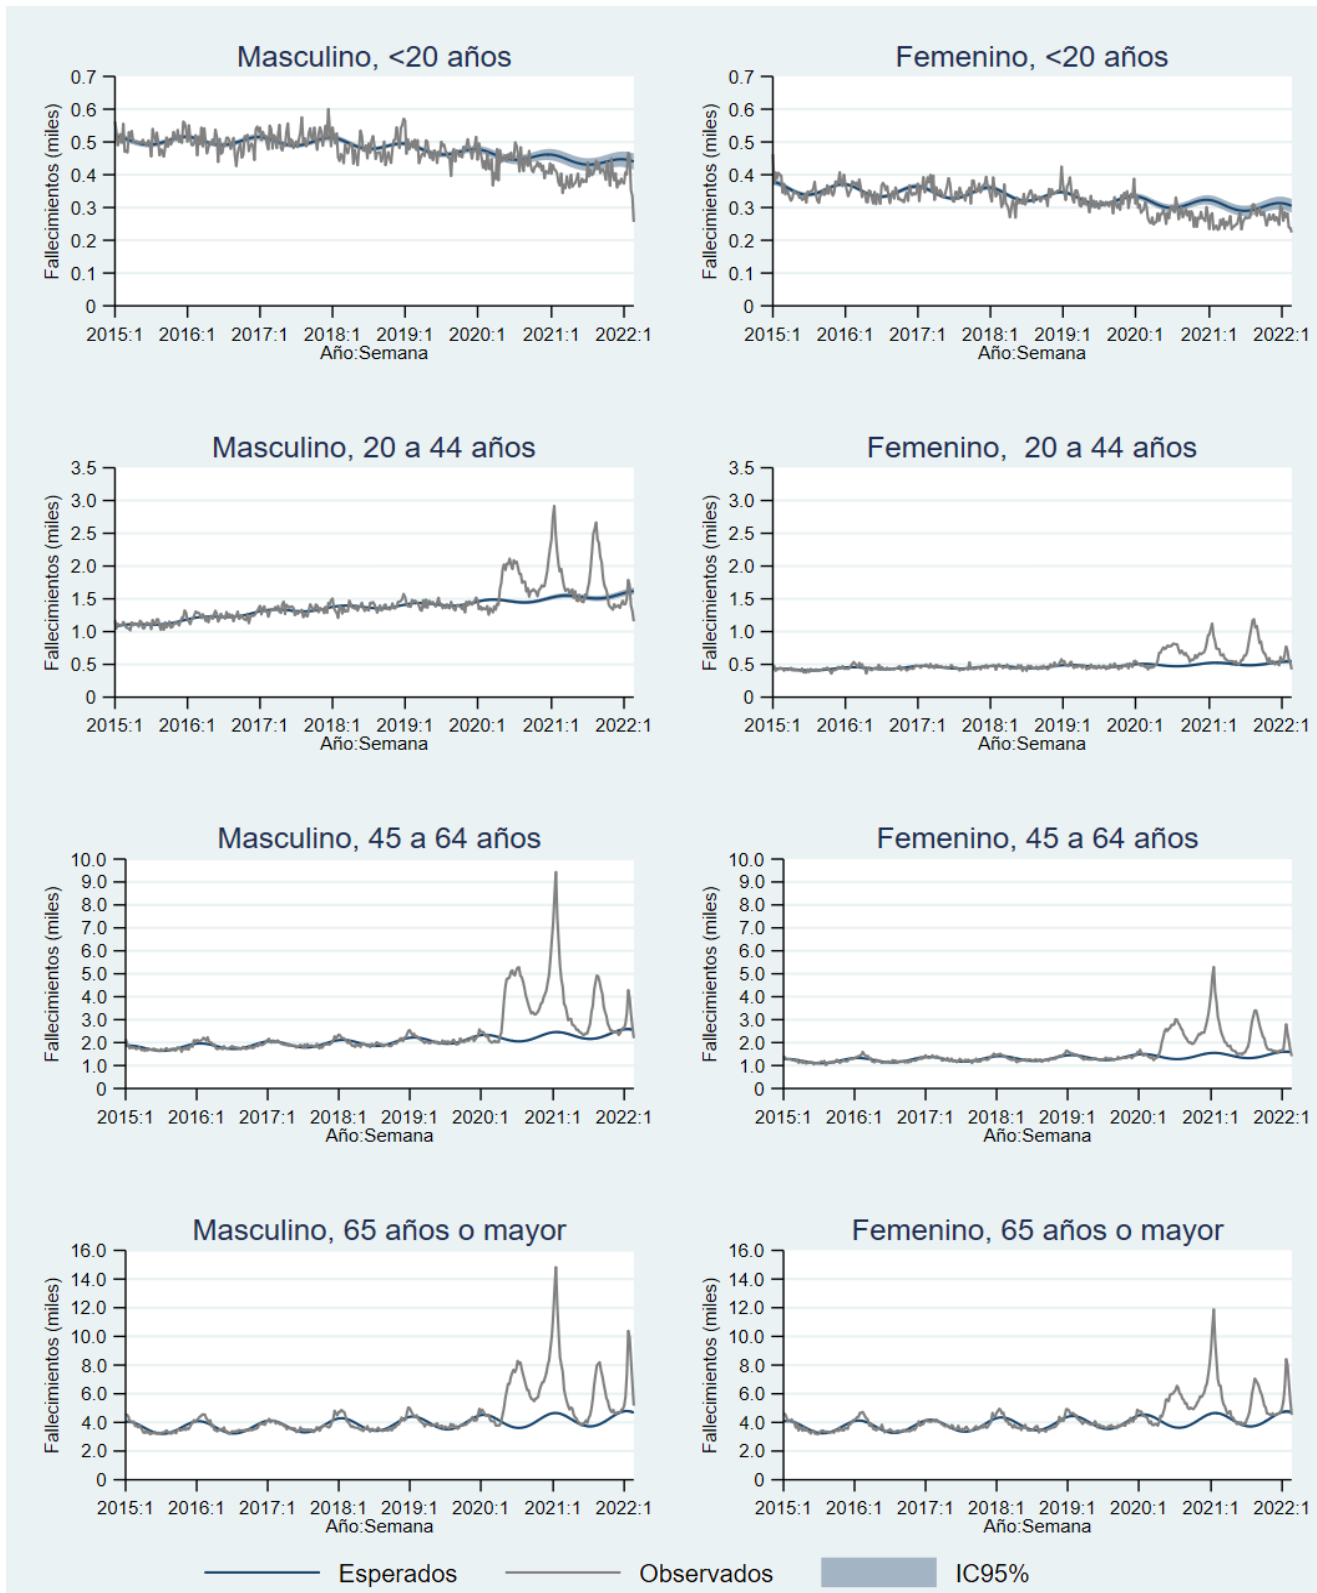 Masculino, <20 años
Fallecimientos (miles)
0.7
0.6
0.5
0.4
0.3
0.2
0.1
0
2015:1 2016:1 2017:1 2018:1 2019:1 2020:1 2021:1 2022:1
Año:Semana
Femenino, <20 años
Fallecimientos (miles)
0.7
0.6
0.5
0.4
0.3
0.2
0.1
0
2015:1 2016:1 2017:1 2018:1 2019:1 2020:1 2021:1 2022:1
Año:Semana
Masculino, 20 a 44 años
Fallecimientos (miles)
3.5
3.0
2.5
2.0
1.5
1.0
0.5
0
2015:1 2016:1 2017:1 2018:1 2019:1 2020:1 2021:1 2022:1
Año:Semana
Femenino, 20 a 44 años
Fallecimientos (miles)
3.5
3.0
2.5
2.0
1.5
1.0
0.5
0
2015:1 2016:1 2017:1 2018:1 2019:1 2020:1 2021:1 2022:1
Año:Semana
Masculino, 45 a 64 años
Fallecimientos (miles)
10.0
9.0
8.0
7.0
6.0
5.0
4.0
3.0
2.0
1.0
0
2015:1 2016:1 2017:1 2018:1 2019:1 2020:1 2021:1 2022:1
Año:Semana
Femenino, 45 a 64 años
Fallecimientos (miles)
10.0
9.0
8.0
7.0
6.0
5.0
4.0
3.0
2.0
1.0
0
2015:1 2016:1 2017:1 2018:1 2019:1 2020:1 2021:1 2022:1
Año:Semana
Masculino, 65 años o mayor
Fallecimientos (miles)
16.0
14.0
12.0
10.0
8.0
6.0
4.0
2.0
0
2015:1 2016:1 2017:1 2018:1 2019:1 2020:1 2021:1 2022:1
Año:Semana
Femenino, 65 años o mayor
Fallecimientos (miles)
16.0
14.0
12.0
10.0
8.0
6.0
4.0
2.0
0
2015:1 2016:1 2017:1 2018:1 2019:1 2020:1 2021:1 2022:1
Año:Semana
Esperados Observados IC95%